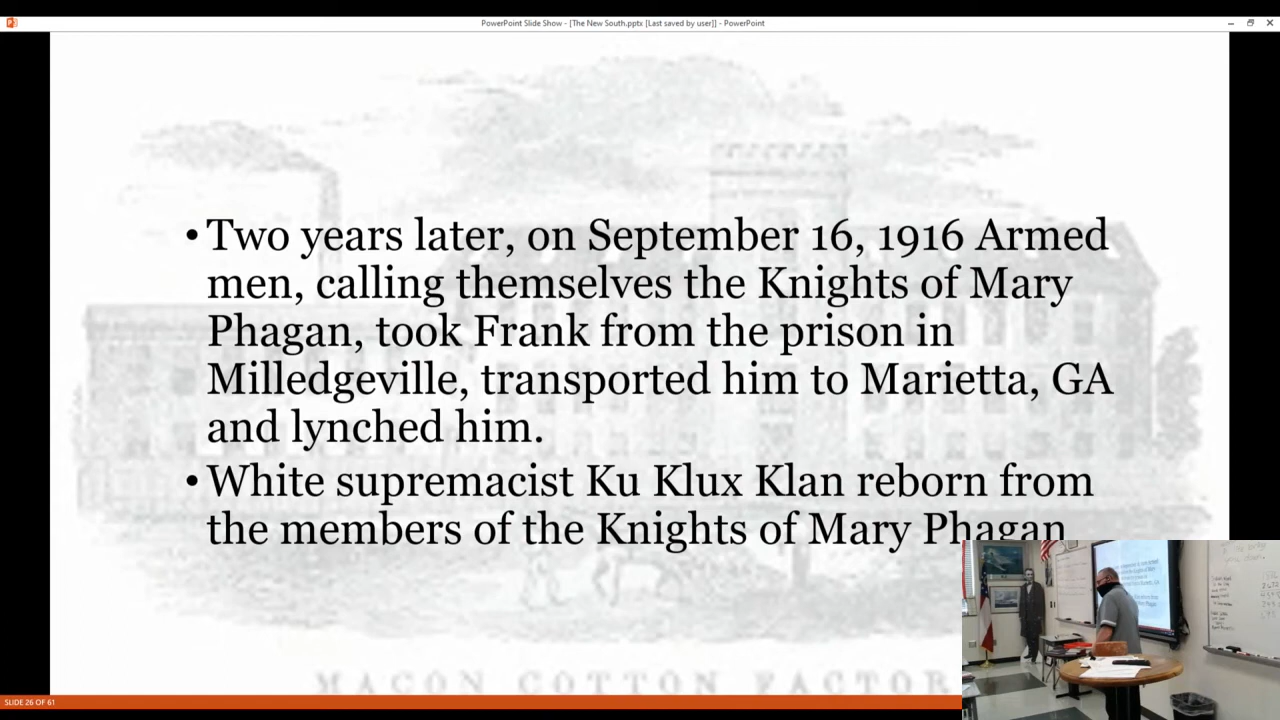 PowerPoint Slide Show - [The New South.pptx [Last saved by user]] - PowerPoint
• Two years later, on September 16, 1916 Armed
men, calling themselves the Knights of Mary
Phagan, took Frank from the prison in
Milledgeville, transported him to Marietta, GA
and lynched him.
• White supremacist Ku Klux Klan reborn from
the members of the Knights of Mary Phagan
COTTON
SLIDE 26 OF 61